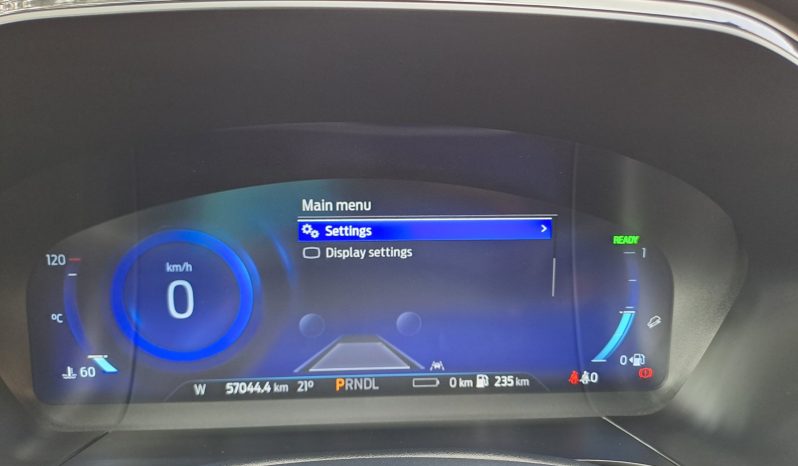 Main menu
Settings
Display settings
120
km/h
0
°C
60
READY
1
0
W 57044.4 km 21° PRNDL 0 km 235 km